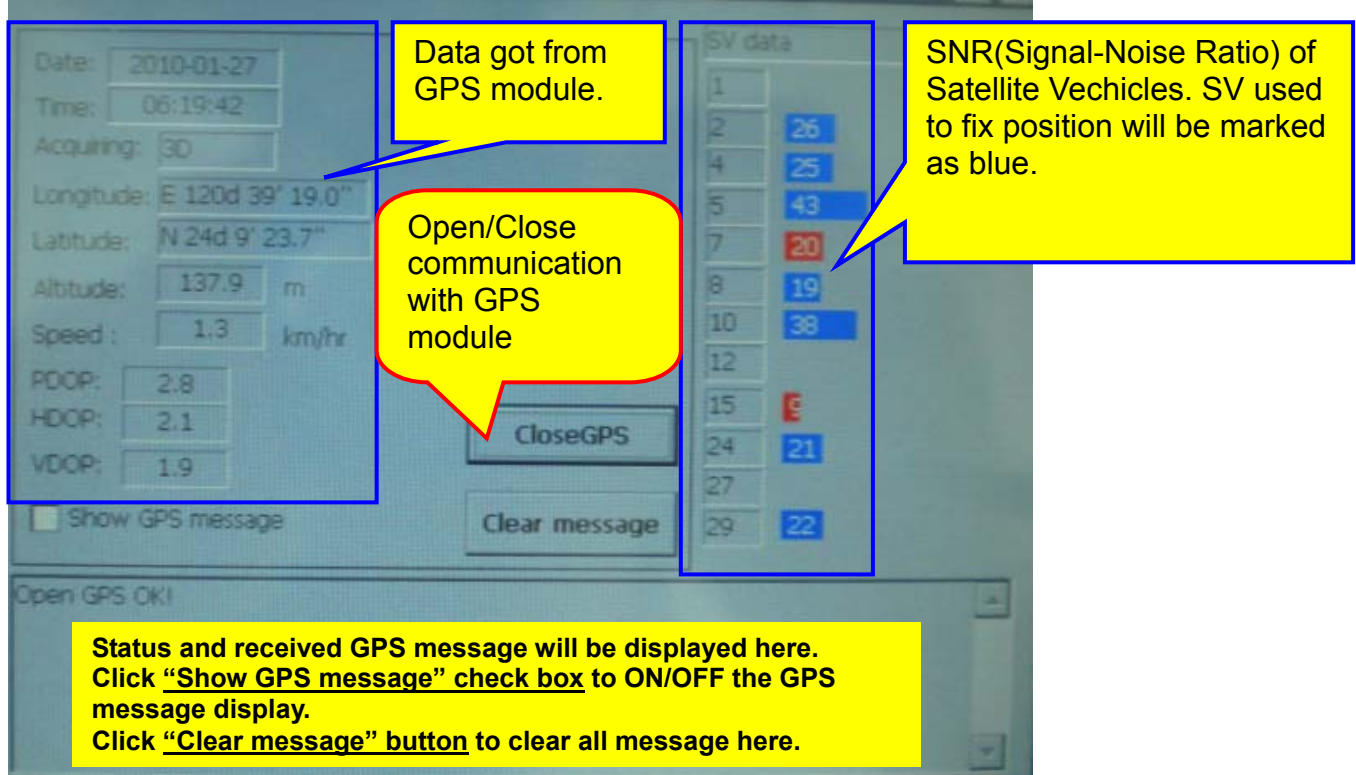 Date: 2010-01-27
Time: 06:19:42
Acquiring: 3D
Longitude: E 120d 39' 19.0"
Latitude: N 24d 9' 23.7"
Altitude: 137.9 m
Speed : 1.3 km/hr
PDOP: 2.8
HDOP: 2.1
VDOP: 1.9
Show GPS message
Data got from
GPS module.
Open/Close
communication
with GPS
module
CloseGPS
Clear message
SV data
1
2 26
4 25
5 43
7 20
8 19
10 38
12
15 9
24 21
27
29 22
SNR(Signal-Noise Ratio) of
Satellite Vechicles. SV used
to fix position will be marked
as blue.
Open GPS OK!
Status and received GPS message will be displayed here.
Click “Show GPS message” check box to ON/OFF the GPS
message display.
Click “Clear message” button to clear all message here.